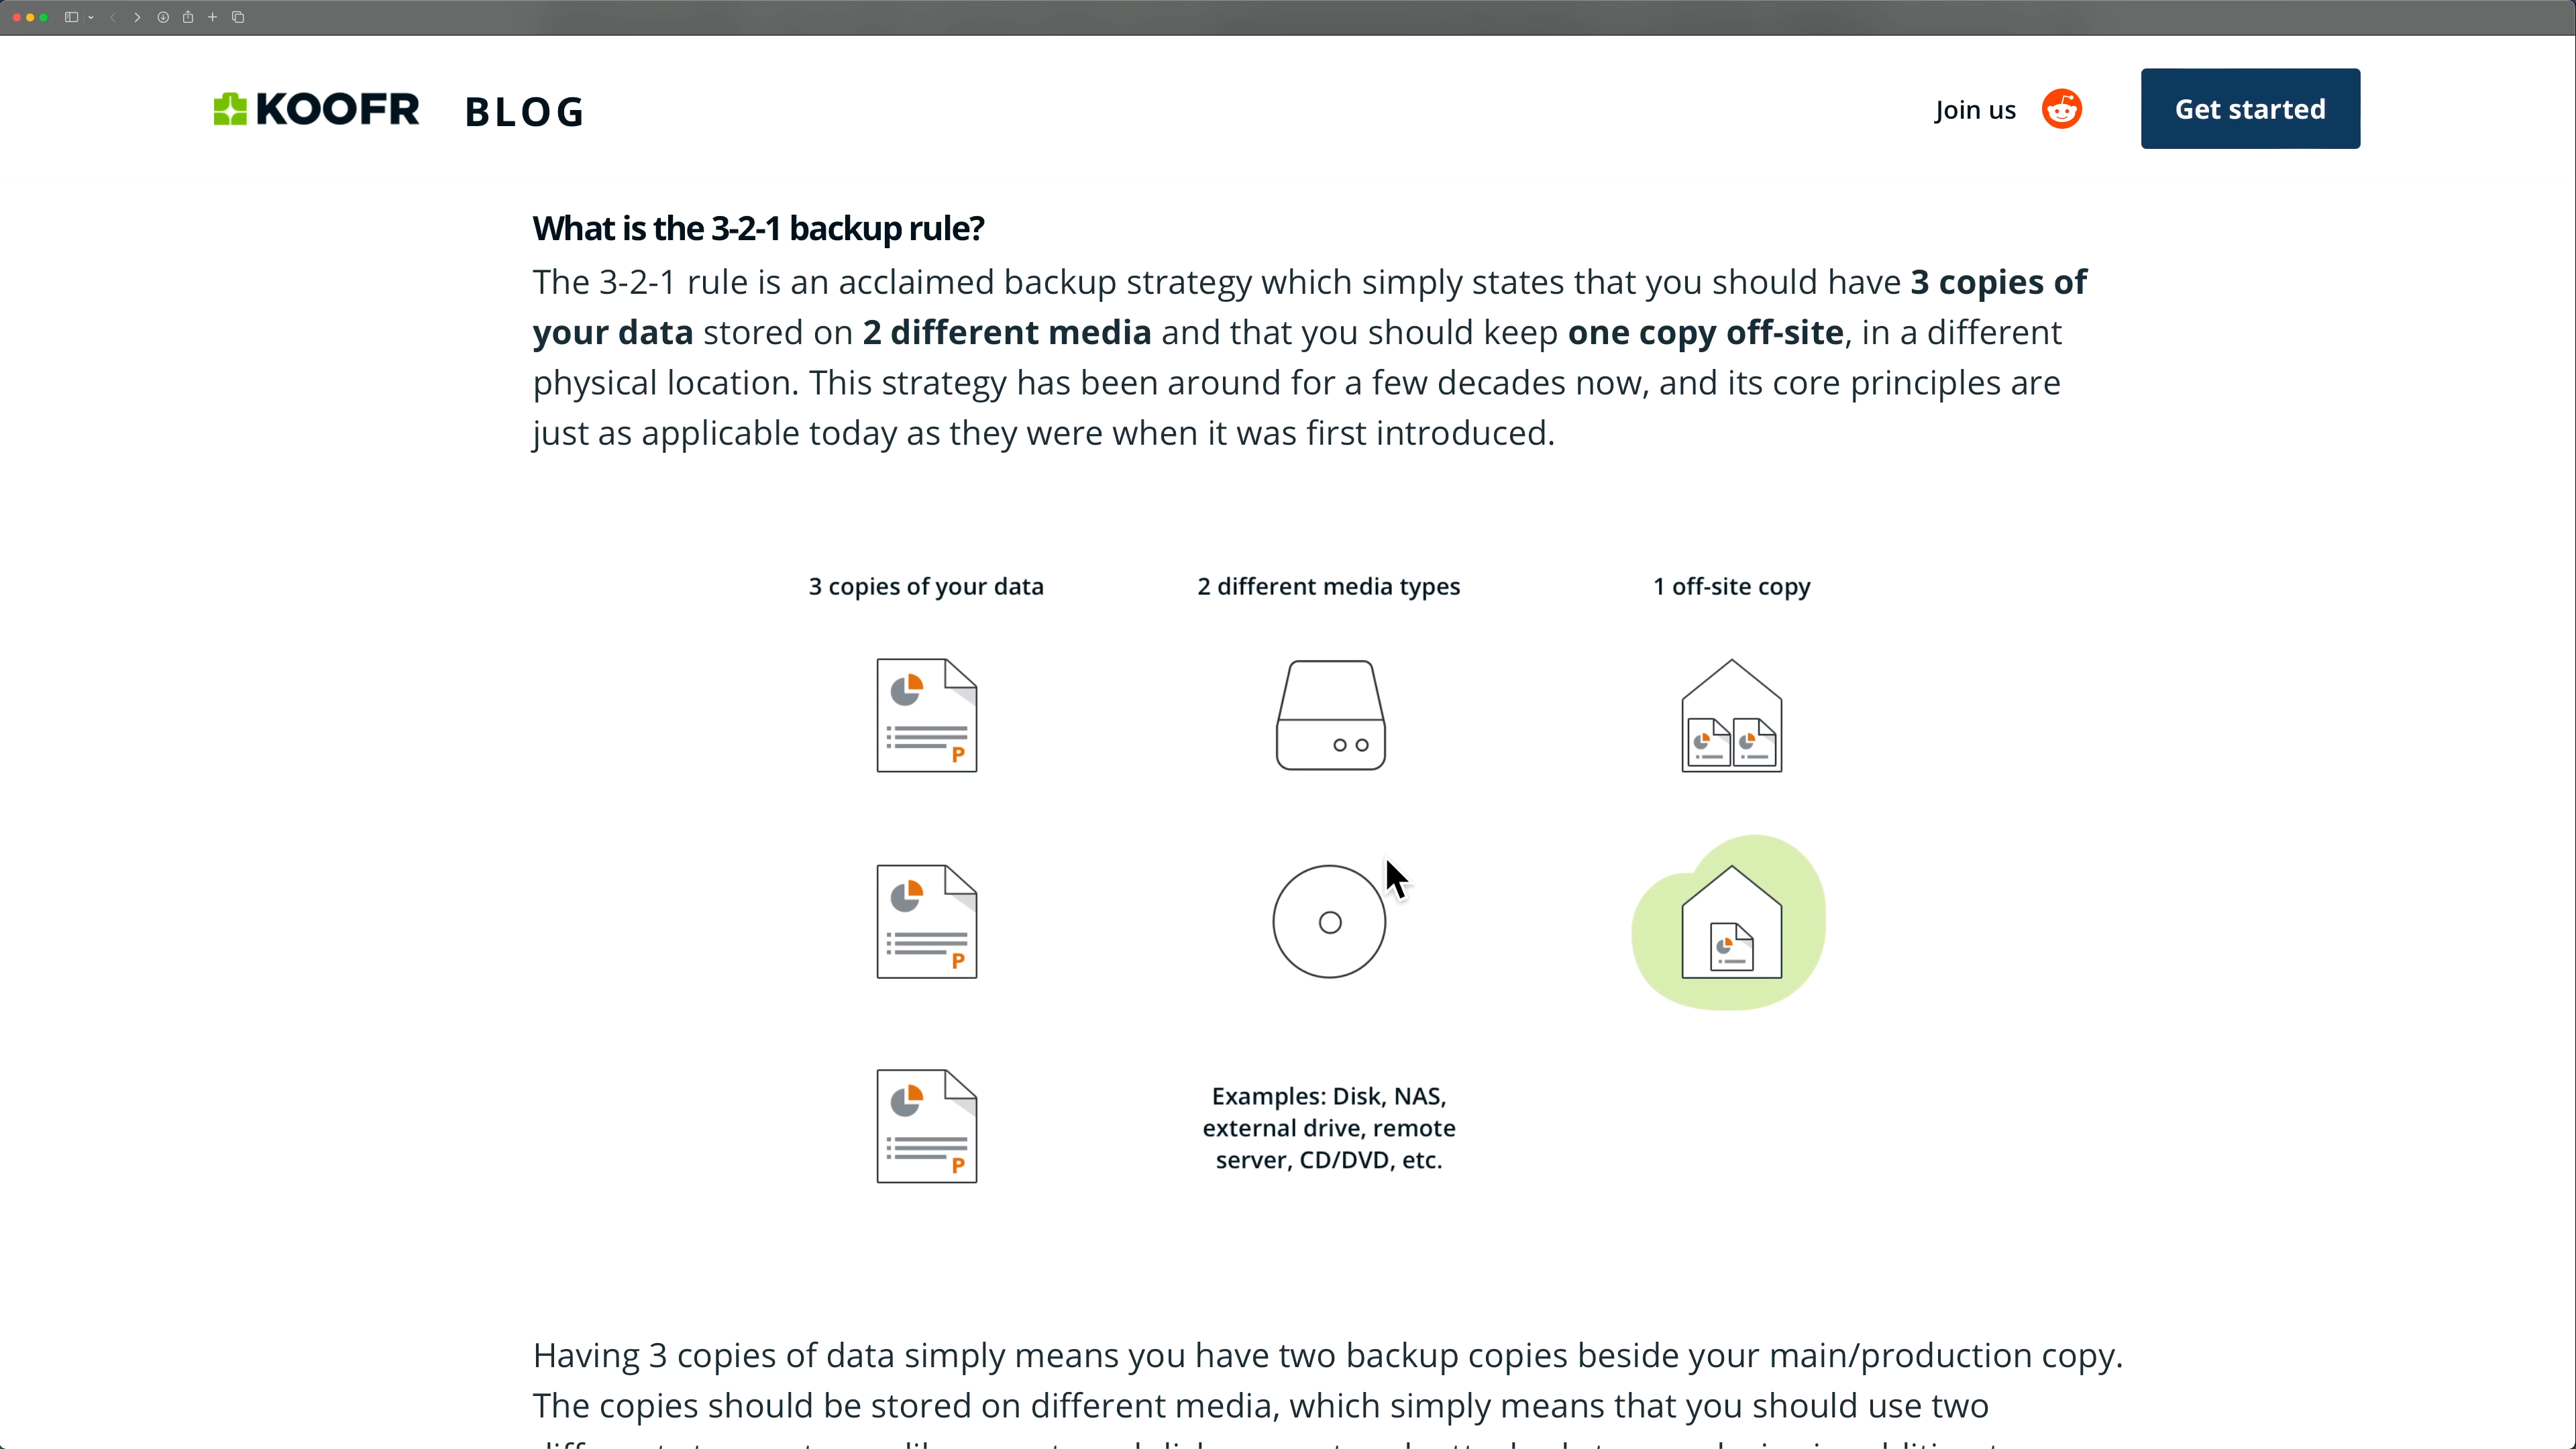 KOOFR BLOG
Join us
Get started
What is the 3-2-1 backup rule?
The 3-2-1 rule is an acclaimed backup strategy which simply states that you should have 3 copies of
your data stored on 2 different media and that you should keep one copy off-site, in a different
physical location. This strategy has been around for a few decades now, and its core principles are
just as applicable today as they were when it was first introduced.
3 copies of your data
2 different media types
1 off-site copy
P
P
P
Examples: Disk, NAS,
external drive, remote
server, CD/DVD, etc.
Having 3 copies of data simply means you have two backup copies beside your main/production copy.
The copies should be stored on different media, which simply means that you should use two